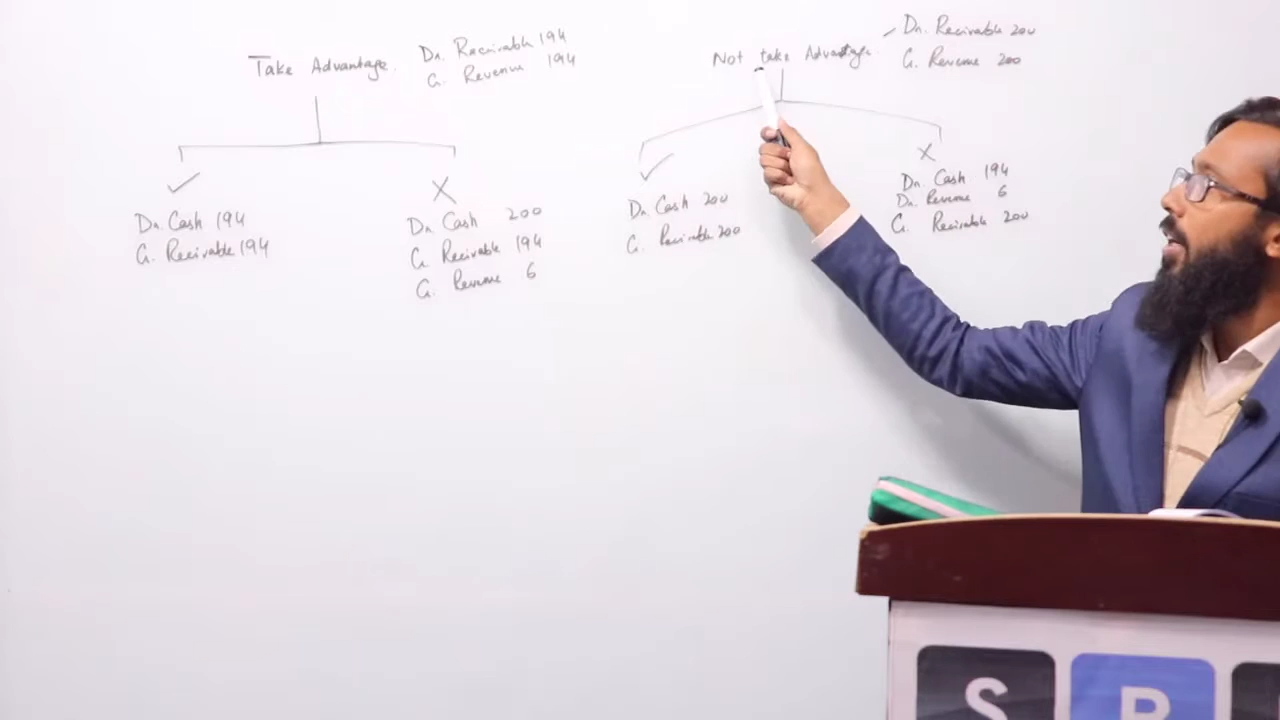 Take Advantage.
Dr. Receivable 194
Cr. Revenue 194
Dr. Cash 194
Cr. Receivable 194
Dr. Cash 200
Cr. Receivable 194
Cr. Revenue 6
Not take Advantage.
Dr. Receivable 200
Cr. Revenue 200
Dr. Cash 200
Cr. Receivable 200
Dr. Cash 194
Dr. Revenue 6
Cr. Receivable 200
S P